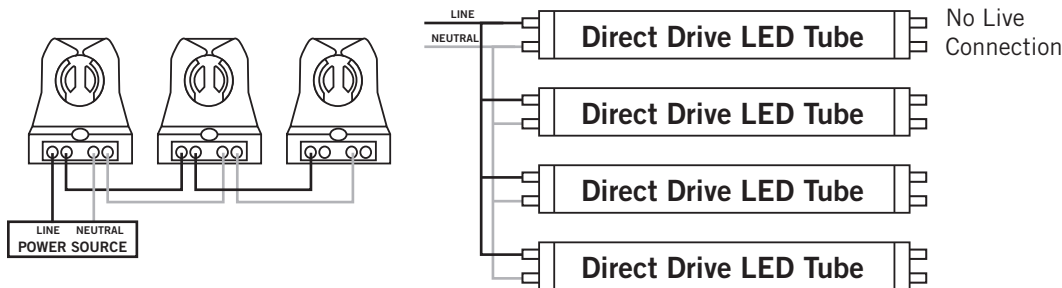 LINE NEUTRAL
POWER SOURCE
LINE
NEUTRAL
Direct Drive LED Tube
No Live
Connection
Direct Drive LED Tube
Direct Drive LED Tube
Direct Drive LED Tube